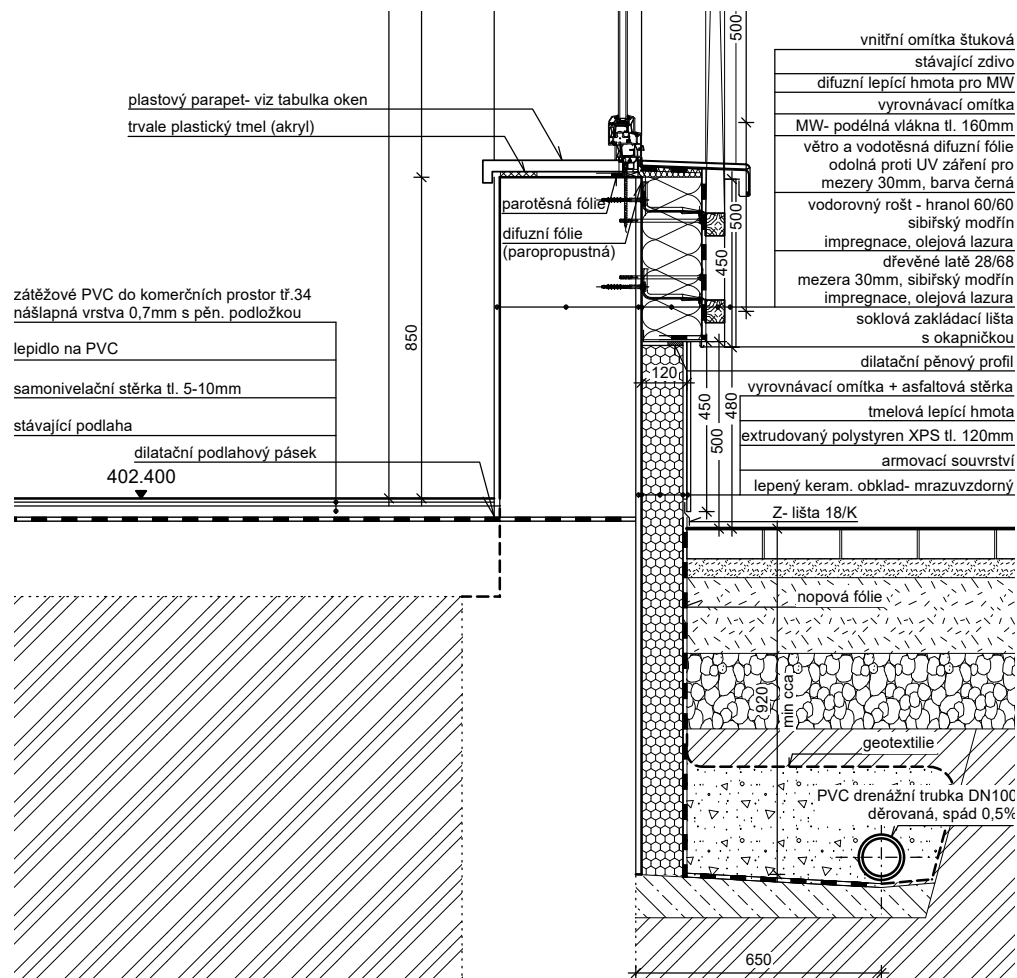 500
vnitřní omítka štuková
stávající zdivo
difuzní lepící hmota pro MW
vyrovnávací omítka
MW- podélná vlákna tl. 160mm
větro a vodotěsná difuzní fólie
odolná proti UV záření pro
mezery 30mm, barva černá
vodorovný rošt - hranol 60/60
sibiřský modřín
impregnace, olejová lazura
dřevěné latě 28/68
mezera 30mm, sibiřský modřín
impregnace, olejová lazura
soklová zakládací lišta
s okapničkou
dilatační pěnový profil
vyrovnávací omítka + asfaltová stěrka
tmelová lepící hmota
extrudovaný polystyren XPS tl. 120mm
armovací souvrství
lepený keram. obklad- mrazuvzdorný
Z- lišta 18/K
plastový parapet- viz tabulka oken
trvale plastický tmel (akryl)
parotěsná fólie
difuzní fólie
(paropropustná)
500
450
850
120
450
500
480
zátěžové PVC do komerčních prostor tř.34
nášlapná vrstva 0,7mm s pěn. podložkou
lepidlo na PVC
samonivelační stěrka tl. 5-10mm
stávající podlaha
dilatační podlahový pásek
402.400
nopová fólie
920
min cca
geotextilie
PVC drenážní trubka DN100
děrovaná, spád 0,5%
650